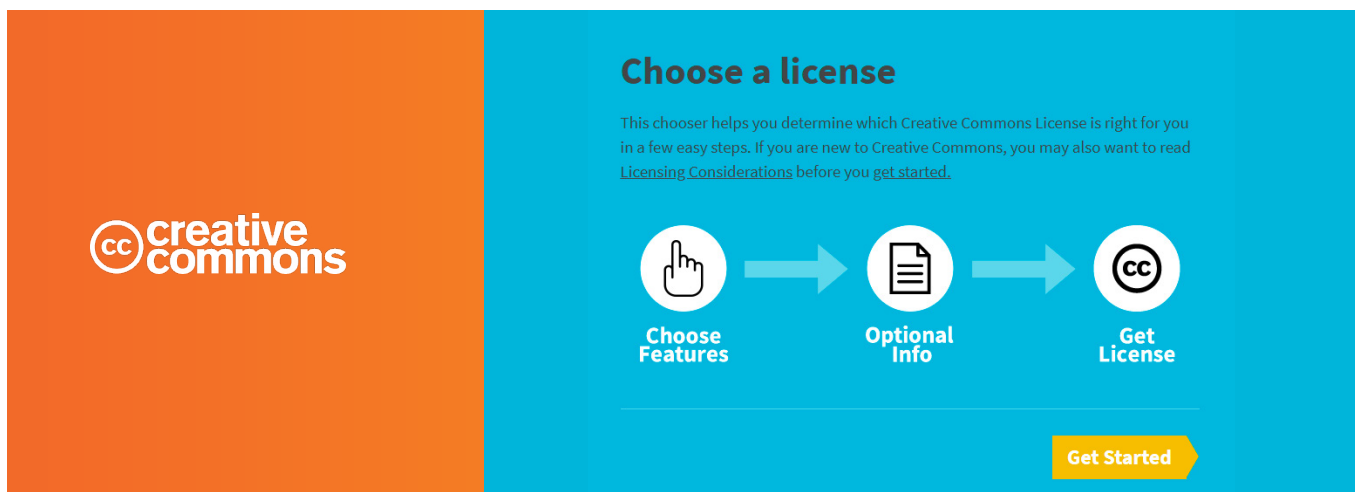 cc creative
commons
Choose a license
This chooser helps you determine which Creative Commons License is right for you
in a few easy steps. If you are new to Creative Commons, you may also want to read
Licensing Considerations before you get started.
Choose
Features
Optional
Info
cc
Get
License
Get Started